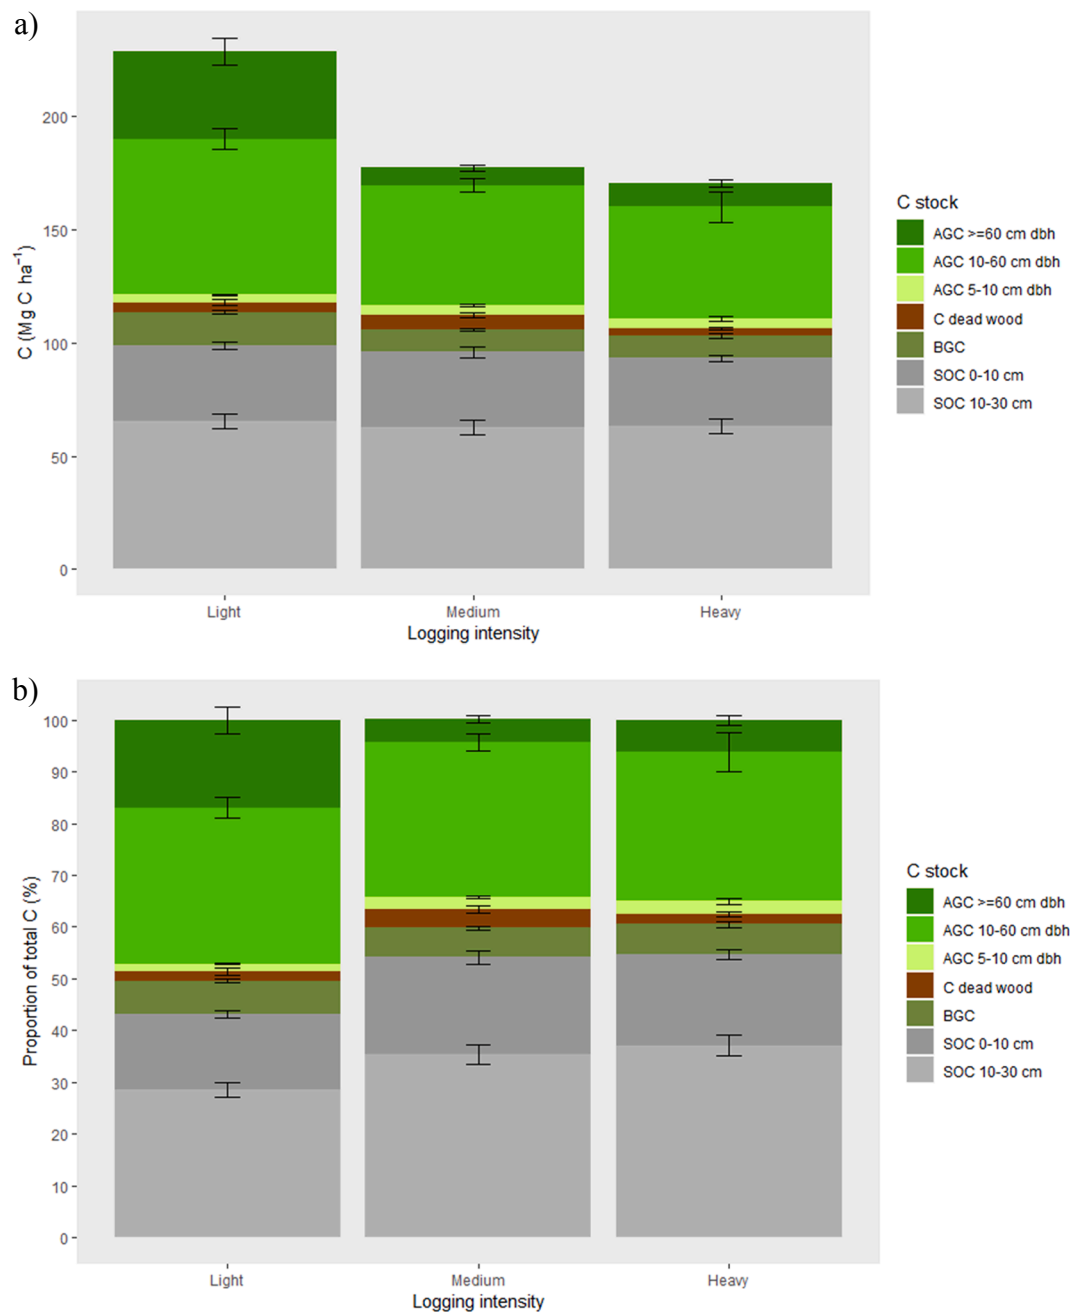 a)
200
150
100
50
0
C (Mg C ha⁻¹)
Light Medium Heavy
Logging intensity
C stock
AGC >=60 cm dbh
AGC 10-60 cm dbh
AGC 5-10 cm dbh
C dead wood
BGC
SOC 0-10 cm
SOC 10-30 cm
b)
100
90
80
70
60
50
40
30
20
10
0
Proportion of total C (%)
Light Medium Heavy
Logging intensity
C stock
AGC >=60 cm dbh
AGC 10-60 cm dbh
AGC 5-10 cm dbh
C dead wood
BGC
SOC 0-10 cm
SOC 10-30 cm